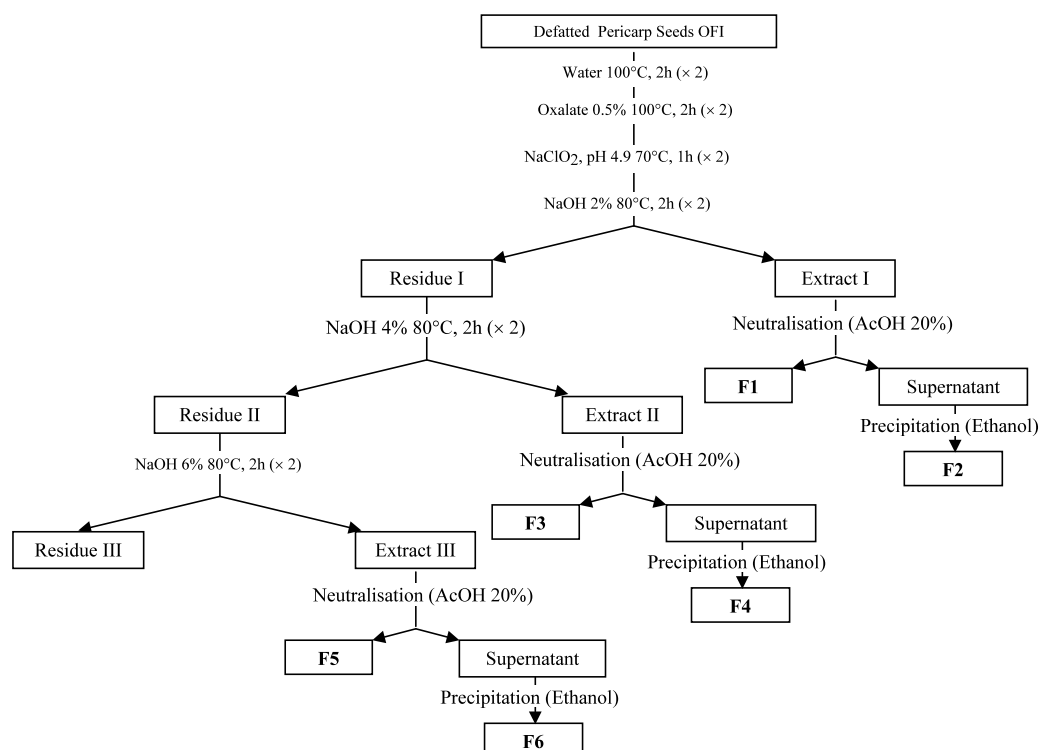 Defatted Pericarp Seeds OFI
Water 100°C, 2h (× 2)
Oxalate 0.5% 100°C, 2h (× 2)
NaClO2, pH 4.9 70°C, 1h (× 2)
NaOH 2% 80°C, 2h (× 2)
Residue I
Extract I
NaOH 4% 80°C, 2h (× 2)
Neutralisation (AcOH 20%)
F1
Supernatant
Precipitation (Ethanol)
F2
Residue II
Extract II
NaOH 6% 80°C, 2h (× 2)
Neutralisation (AcOH 20%)
F3
Supernatant
Precipitation (Ethanol)
F4
Residue III
Extract III
Neutralisation (AcOH 20%)
F5
Supernatant
Precipitation (Ethanol)
F6